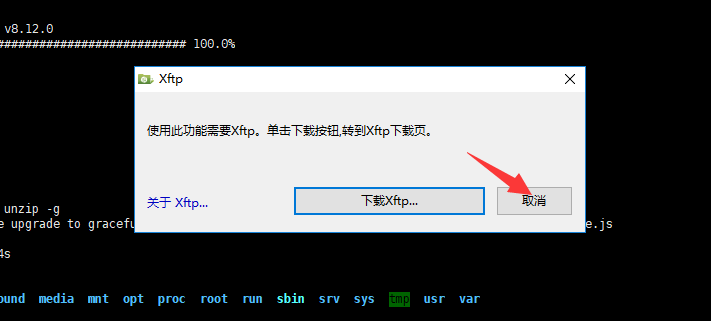 v8.12.0
########################### 100.0%
Xftp
使用此功能需要Xftp。单击下载按钮,转到Xftp下载页。
关于 Xftp...
下载Xftp...
取消
unzip -g
e upgrade to gracefu
e.js
4s
ound media mnt opt proc root run sbin srv sys tmp usr var